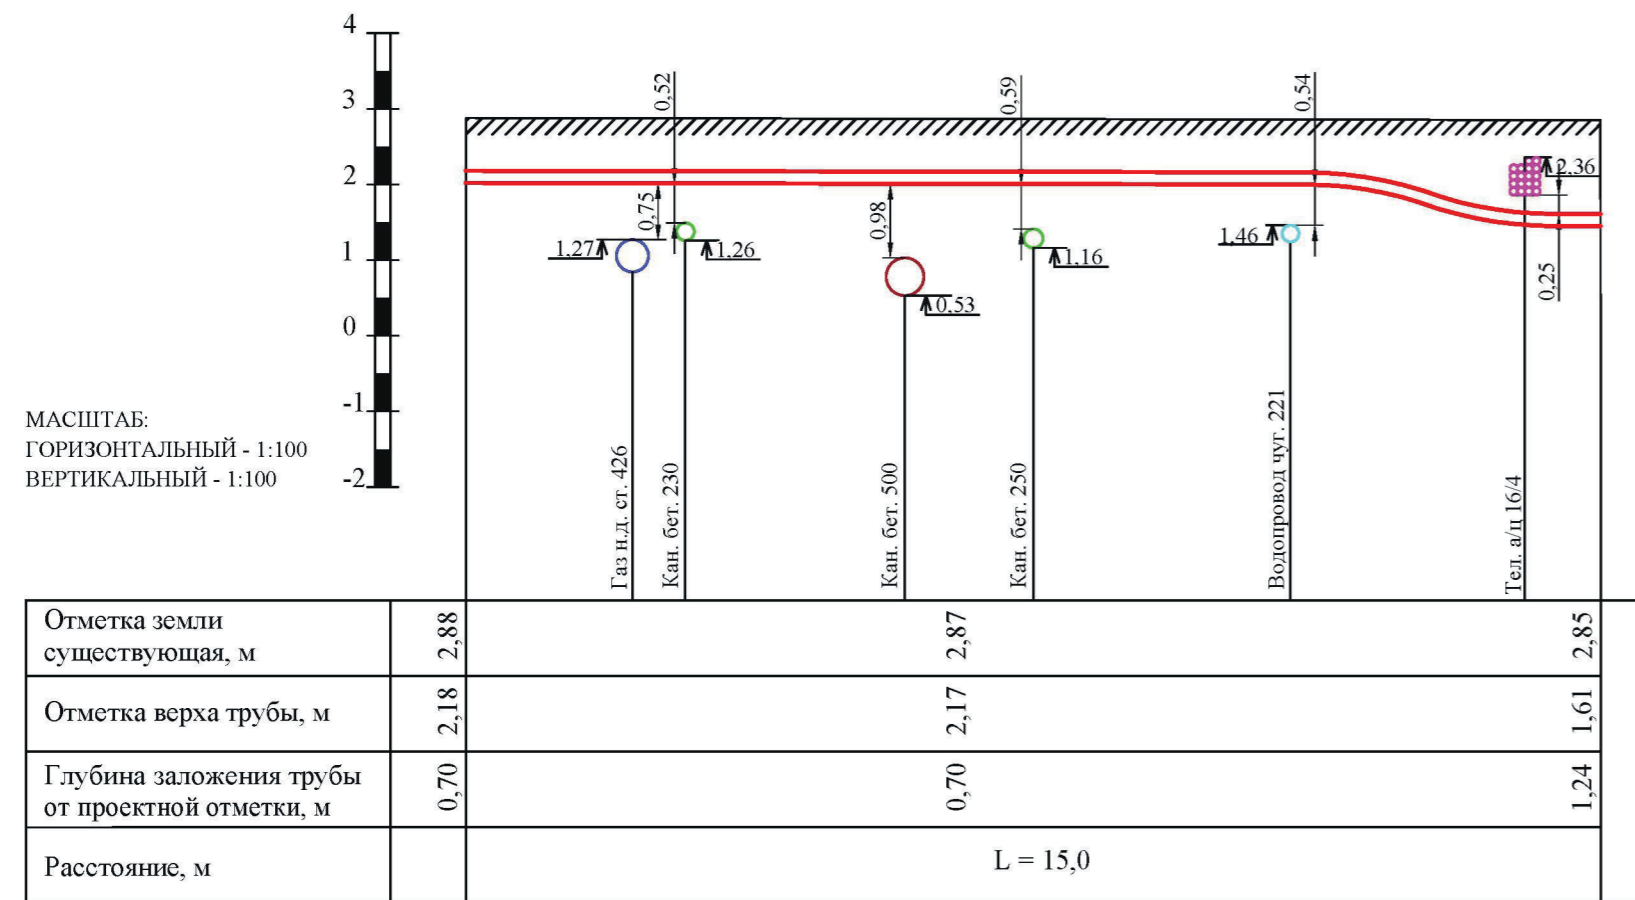 4
3
2
1
0
-1
-2
МАСШТАБ:
ГОРИЗОНТАЛЬНЫЙ - 1:100
ВЕРТИКАЛЬНЫЙ - 1:100
0,52
0,59
0,54
0,75
0,98
2,36
1,27
1,26
0,53
1,16
1,46
0,25
Газ н.д. ст. 426
Кан. бет. 230
Кан. бет. 500
Кан. бет. 250
Водопровод чуг. 221
Тел. а/ц 16/4
Отметка земли
существующая, м
2,88
2,87
2,85
Отметка верха трубы, м
2,18
2,17
1,61
Глубина заложения трубы
от проектной отметки, м
0,70
0,70
1,24
Расстояние, м
L = 15,0